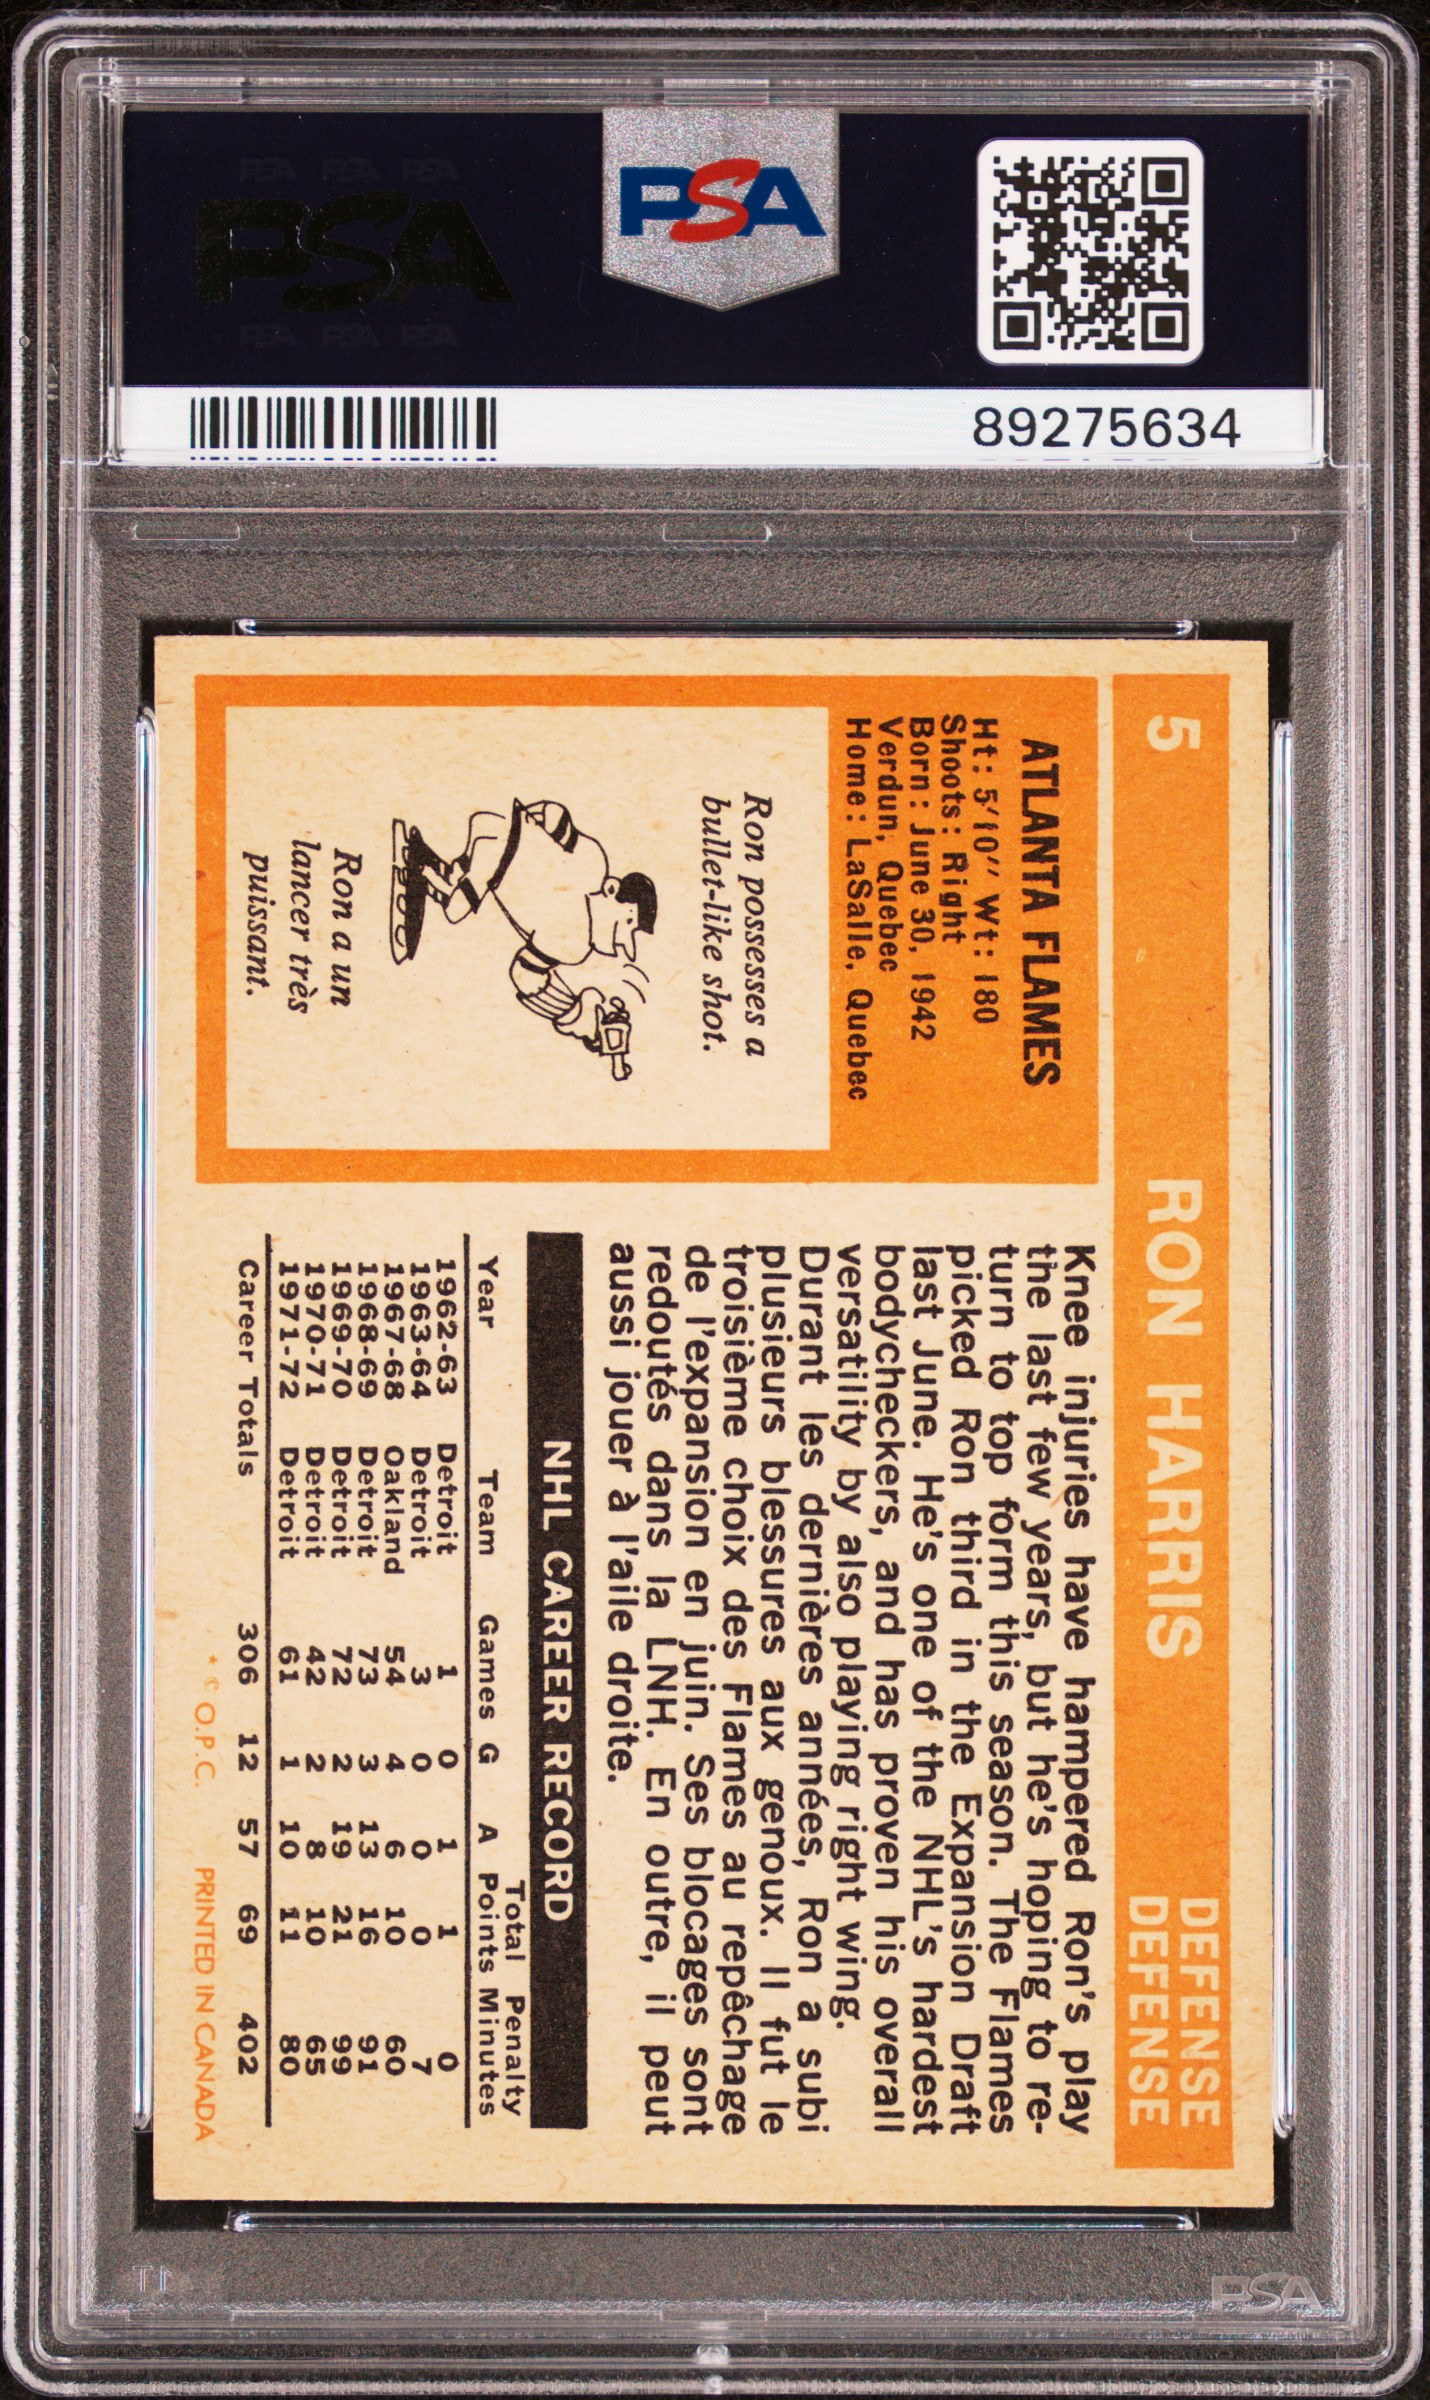 PSA PSA PSA
PSA
PSA PSA PSA
PSA
89275634
5 RON HARRIS DEFENSE
DEFENSE
ATLANTA FLAMES
Ht: 5'10" Wt: 180
Shoots: Right
Born: June 30, 1942
Verdun, Quebec
Home: LaSalle, Quebec
Ron possesses a
bullet-like shot.
Ron a un
lancer très
puissant.
Knee injuries have hampered Ron's play
the last few years, but he's hoping to re-
turn to top form this season. The Flames
picked Ron third in the Expansion Draft
last June. He's one of the NHL's hardest
bodycheckers, and has proven his overall
versatility by also playing right wing.
Durant les dernières années, Ron a subi
plusieurs blessures aux genoux. Il fut le
troisième choix des Flames au repêchage
de l'expansion en juin. Ses blocages sont
redoutés dans la LNH. En outre, il peut
aussi jouer à l'aile droite.
NHL CAREER RECORD
Total Penalty
Year Team Games G A Points Minutes
1962-63 Detroit 1 0 1 1 0
1963-64 Detroit 3 0 0 0 7
1967-68 Oakland 54 4 6 10 60
1968-69 Detroit 73 3 13 16 91
1969-70 Detroit 72 2 19 21 99
1970-71 Detroit 42 2 8 10 65
1971-72 Detroit 61 1 10 11 80
Career Totals 306 12 57 69 402
* © O.P.C. PRINTED IN CANADA
PSA